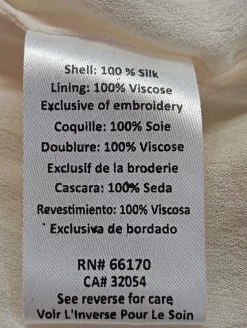 Shell: 100 % Silk
Lining: 100% Viscose
Exclusive of embroidery
Coquille: 100% Soie
Doublure: 100% Viscose
Exclusif de la broderie
Cascara: 100% Seda
Revestimiento: 100% Viscosa
Exclusiva de bordado
RN# 66170
CA# 32054
See reverse for care
Voir L'Inverse Pour Le Soin